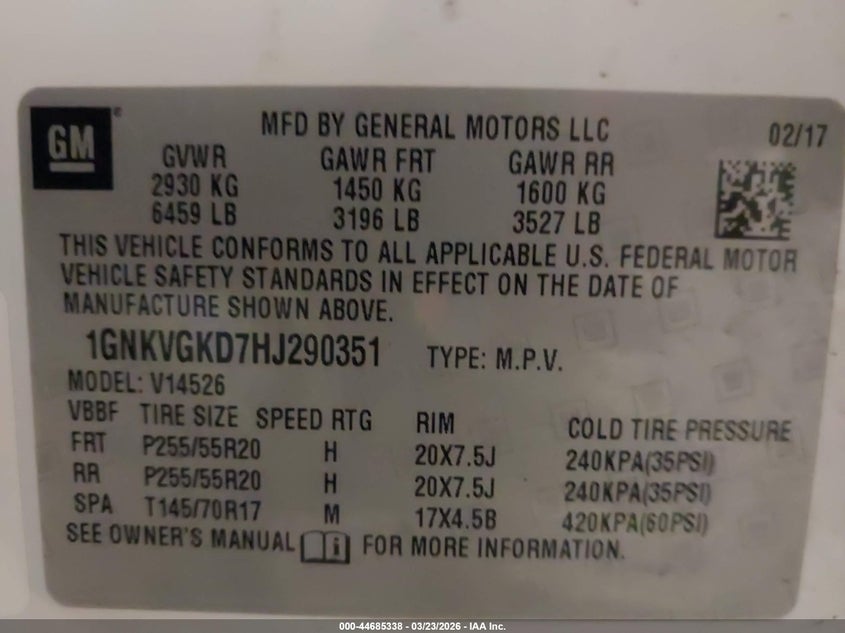 GM
MFD BY GENERAL MOTORS LLC 02/17
GVWR GAWR FRT GAWR RR
2930 KG 1450 KG 1600 KG
6459 LB 3196 LB 3527 LB
THIS VEHICLE CONFORMS TO ALL APPLICABLE U.S. FEDERAL MOTOR
VEHICLE SAFETY STANDARDS IN EFFECT ON THE DATE OF
MANUFACTURE SHOWN ABOVE.
1GNKVGKD7HJ290351 TYPE: M.P.V.
MODEL: V14526
VBBF TIRE SIZE SPEED RTG RIM COLD TIRE PRESSURE
FRT P255/55R20 H 20X7.5J 240KPA(35PSI)
RR P255/55R20 H 20X7.5J 240KPA(35PSI)
SPA T145/70R17 M 17X4.5B 420KPA(60PSI)
SEE OWNER'S MANUAL i FOR MORE INFORMATION.
000-44685338 - 03/23/2026 - IAA Inc.